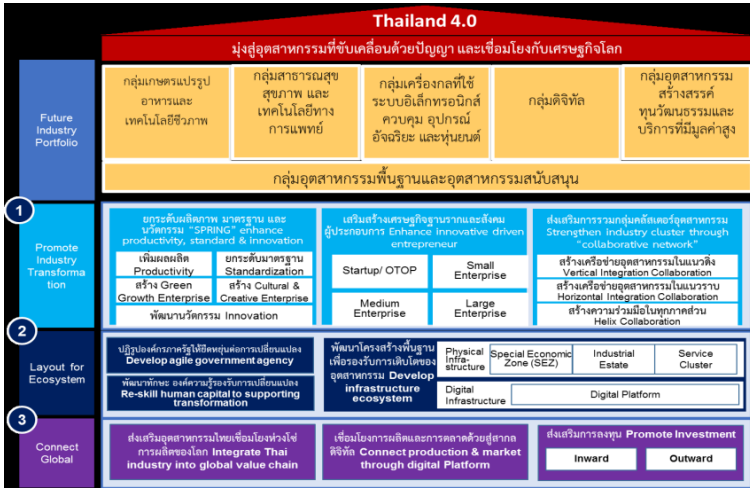 Thailand 4.0
มุ่งสู่อุตสาหกรรมที่ขับเคลื่อนด้วยปัญญา และเชื่อมโยงกับเศรษฐกิจโลก
Future
Industry
Portfolio
กลุ่มเกษตรแปรรูป
อาหารและ
เทคโนโลยีชีวภาพ
กลุ่มสาธารณสุข
สุขภาพ และ
เทคโนโลยีทาง
การแพทย์
กลุ่มเครื่องกลที่ใช้
ระบบอิเล็กทรอนิกส์
ควบคุม อุปกรณ์
อัจฉริยะ และหุ่นยนต์
กลุ่มดิจิทัล
กลุ่มอุตสาหกรรม
สร้างสรรค์
ทุนวัฒนธรรมและ
บริการที่มีมูลค่าสูง
กลุ่มอุตสาหกรรมพื้นฐานและอุตสาหกรรมสนับสนุน
1
Promote
Industry
Transforma
tion
ยกระดับผลิตภาพ มาตรฐาน และ
นวัตกรรม "SPRING" enhance
productivity, standard & innovation
เพิ่มผลผลิต
Productivity
ยกระดับมาตรฐาน
Standardization
สร้าง Green
Growth Enterprise
สร้าง Cultural &
Creative Enterprise
พัฒนานวัตกรรม Innovation
เสริมสร้างเศรษฐกิจฐานรากและสังคม
ผู้ประกอบการ Enhance innovative driven
entrepreneur
Startup/ OTOP
Small
Enterprise
Medium
Enterprise
Large
Enterprise
ส่งเสริมการรวมกลุ่มคลัสเตอร์อุตสาหกรรม
Strengthen industry cluster through
"collaborative network"
สร้างเครือข่ายอุตสาหกรรมในแนวดิ่ง
Vertical Integration Collaboration
สร้างเครือข่ายอุตสาหกรรมในแนวราบ
Horizontal Integration Collaboration
สร้างความร่วมมือในทุกภาคส่วน
Helix Collaboration
2
Layout for
Ecosystem
ปฏิรูปองค์กรภาครัฐให้ยืดหยุ่นต่อการเปลี่ยนแปลง
Develop agile government agency
พัฒนาทักษะ องค์ความรู้รองรับการเปลี่ยนแปลง
Re-skill human capital to supporting
transformation
พัฒนาโครงสร้างพื้นฐาน
เพื่อรองรับการเติบโตของ
อุตสาหกรรม Develop
infrastructure
ecosystem
Physical
Infra-
structure
Special Economic
Zone (SEZ)
Industrial
Estate
Service
Cluster
Digital
Infrastructure
Digital Platform
3
Connect
Global
ส่งเสริมอุตสาหกรรมไทยเชื่อมโยงห่วงโซ่
การผลิตของโลก Integrate Thai
industry into global value chain
เชื่อมโยงการผลิตและการตลาดด้วยสู่สากล
ดิจิทัล Connect production & market
through digital Platform
ส่งเสริมการลงทุน Promote Investment
Inward
Outward